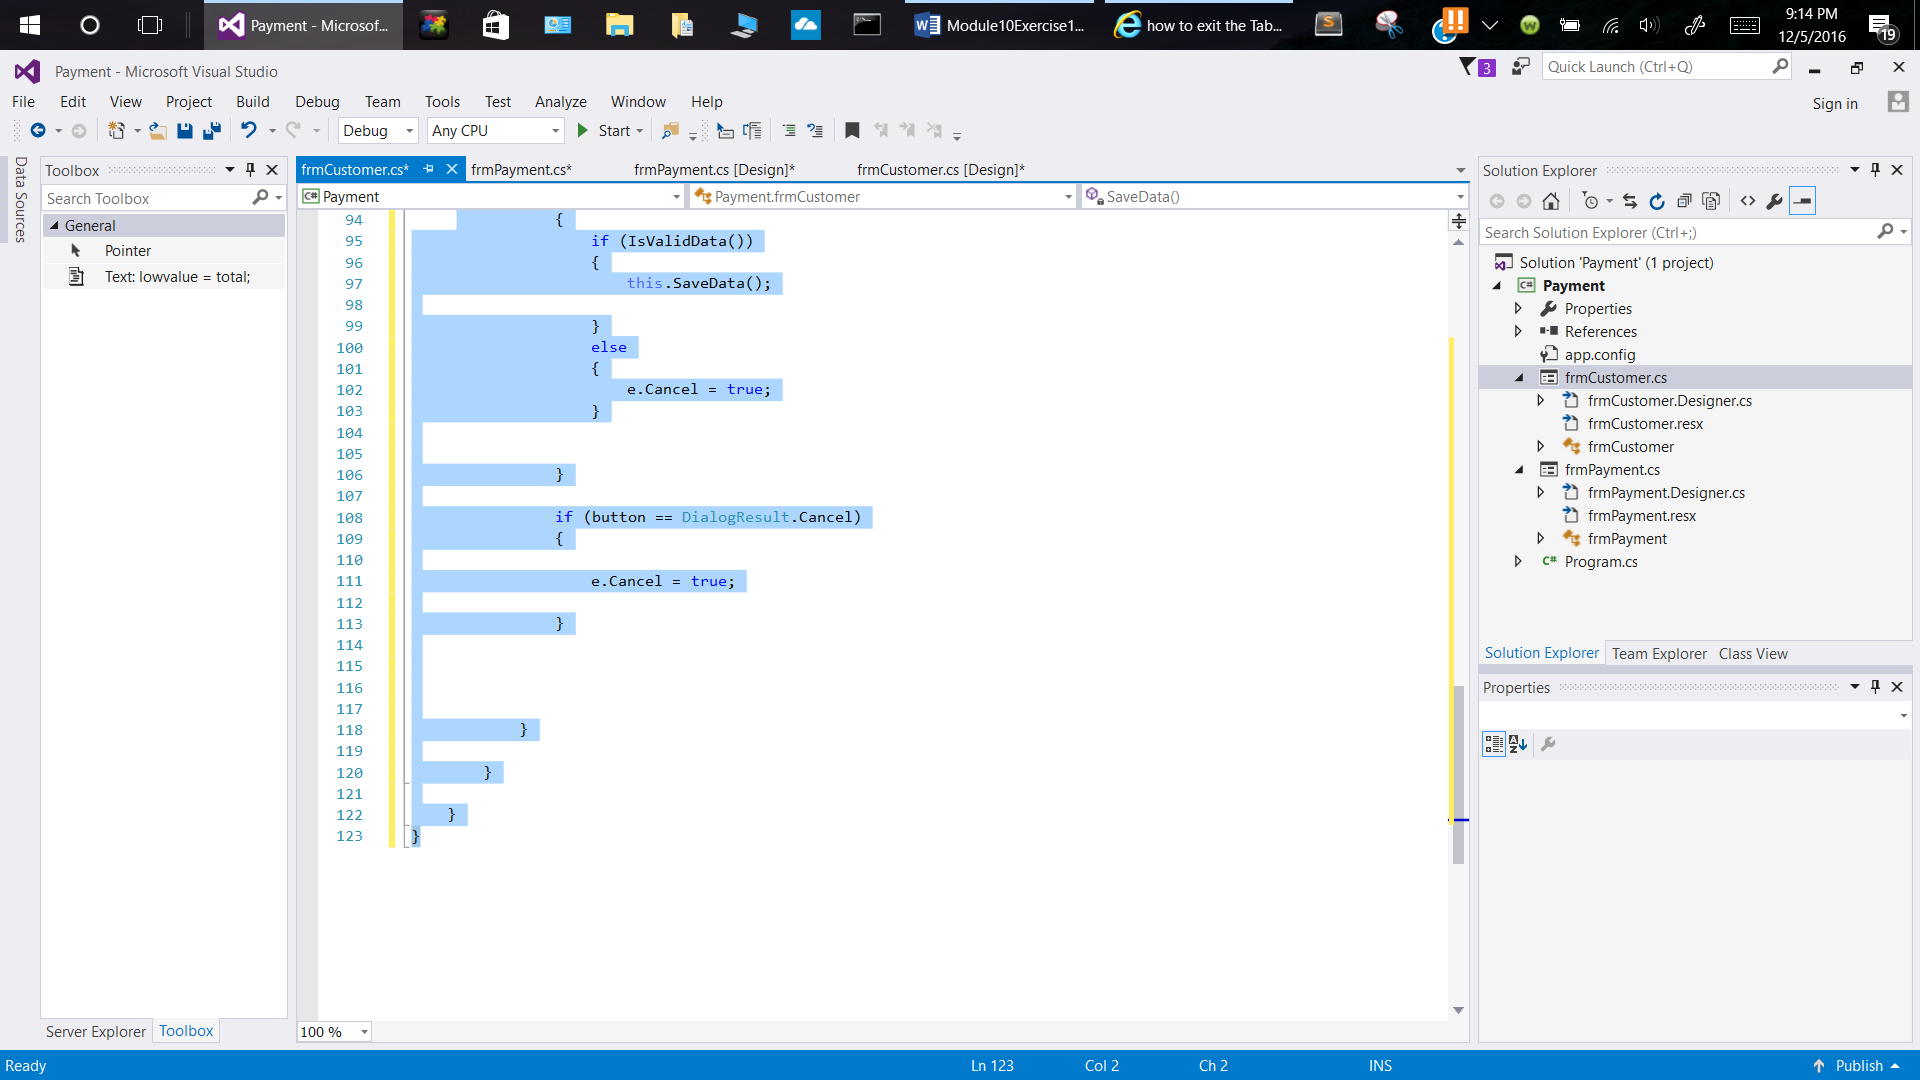 Payment - Microsof...
Module10Exercise1...
how to exit the Tab...
9:14 PM
12/5/2016
19
Payment - Microsoft Visual Studio
3
Quick Launch (Ctrl+Q)
File Edit View Project Build Debug Team Tools Test Analyze Window Help
Sign in
Debug Any CPU Start
Data Sources
Toolbox
Search Toolbox
General
Pointer
Text: lowvalue = total;
Server Explorer Toolbox
frmCustomer.cs* frmPayment.cs* frmPayment.cs [Design]* frmCustomer.cs [Design]*
Payment Payment.frmCustomer SaveData()
94 {
95 if (IsValidData())
96 {
97 this.SaveData();
98
99 }
100 else
101 {
102 e.Cancel = true;
103 }
104
105
106 }
107
108 if (button == DialogResult.Cancel)
109 {
110
111 e.Cancel = true;
112
113 }
114
115
116
117
118 }
119
120 }
121
122 }
123 }
100 %
Solution Explorer
Search Solution Explorer (Ctrl+;)
Solution 'Payment' (1 project)
C# Payment
Properties
References
app.config
frmCustomer.cs
frmCustomer.Designer.cs
frmCustomer.resx
frmCustomer
frmPayment.cs
frmPayment.Designer.cs
frmPayment.resx
frmPayment
C# Program.cs
Solution Explorer Team Explorer Class View
Properties
Ready Ln 123 Col 2 Ch 2 INS Publish